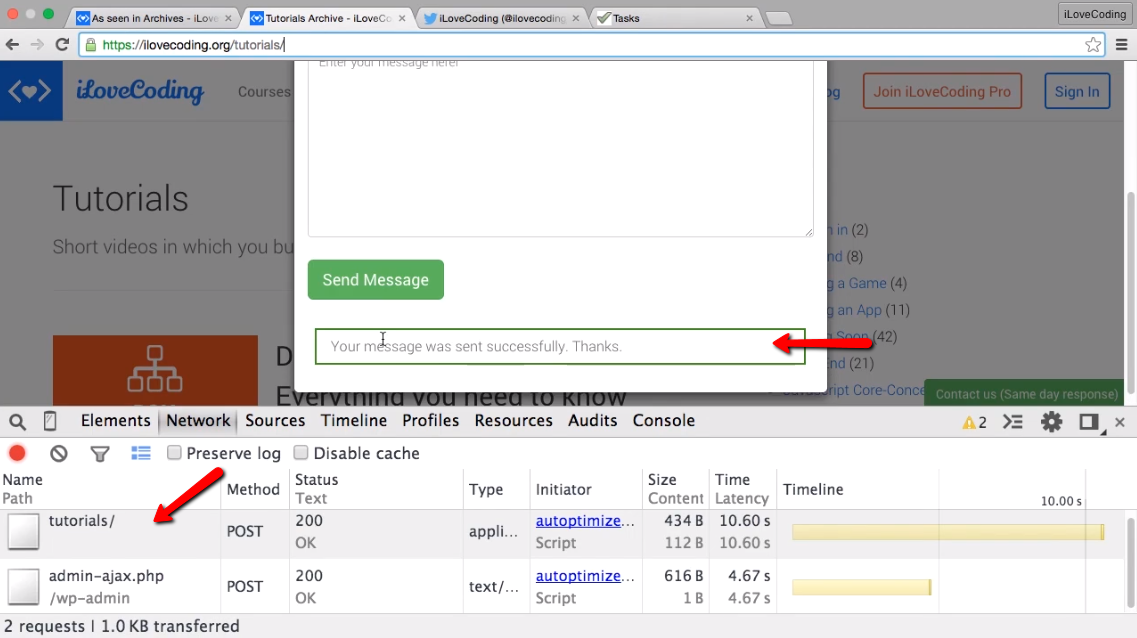 As seen in Archives - iLove
Tutorials Archive - iLoveCo
iLoveCoding (@ilovecoding
Tasks
iLoveCoding
https://ilovecoding.org/tutorials/
Enter your message here!
iLoveCoding
Courses
og
Join iLoveCoding Pro
Sign In
Tutorials
Short videos in which you bu
n in (2)
nd (8)
g a Game (4)
g an App (11)
Soon (42)
End (21)
JavaScript Core-Conce
Send Message
Your message was sent successfully. Thanks.
D
Everything you need to know
Contact us (Same day response)
Elements Network Sources Timeline Profiles Resources Audits Console
2
Preserve log Disable cache
Name Path
Method
Status Text
Type
Initiator
Size Content
Time Latency
Timeline
10.00 s
tutorials/ POST 200 OK appli... autoptimize... Script 434 B 112 B 10.60 s 10.60 s
admin-ajax.php /wp-admin POST 200 OK text/... autoptimize... Script 616 B 1 B 4.67 s 4.67 s
2 requests | 1.0 KB transferred